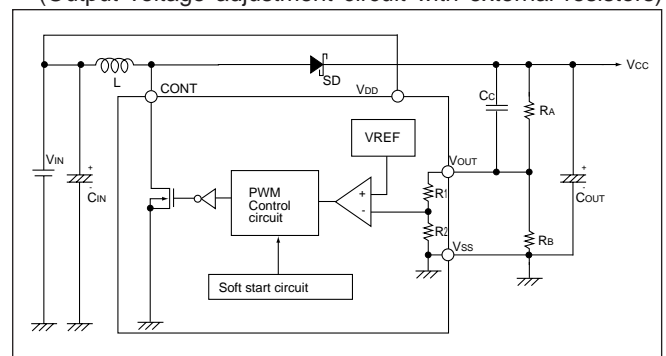 (Output voltage adjustment circuit with external resistors)
L
CONT
SD
VDD
VCC
CC
RA
VREF
VIN
CIN
+
-
PWM
Control
circuit
+
-
R1
R2
VOUT
VSS
RB
COUT
+
-
Soft start circuit